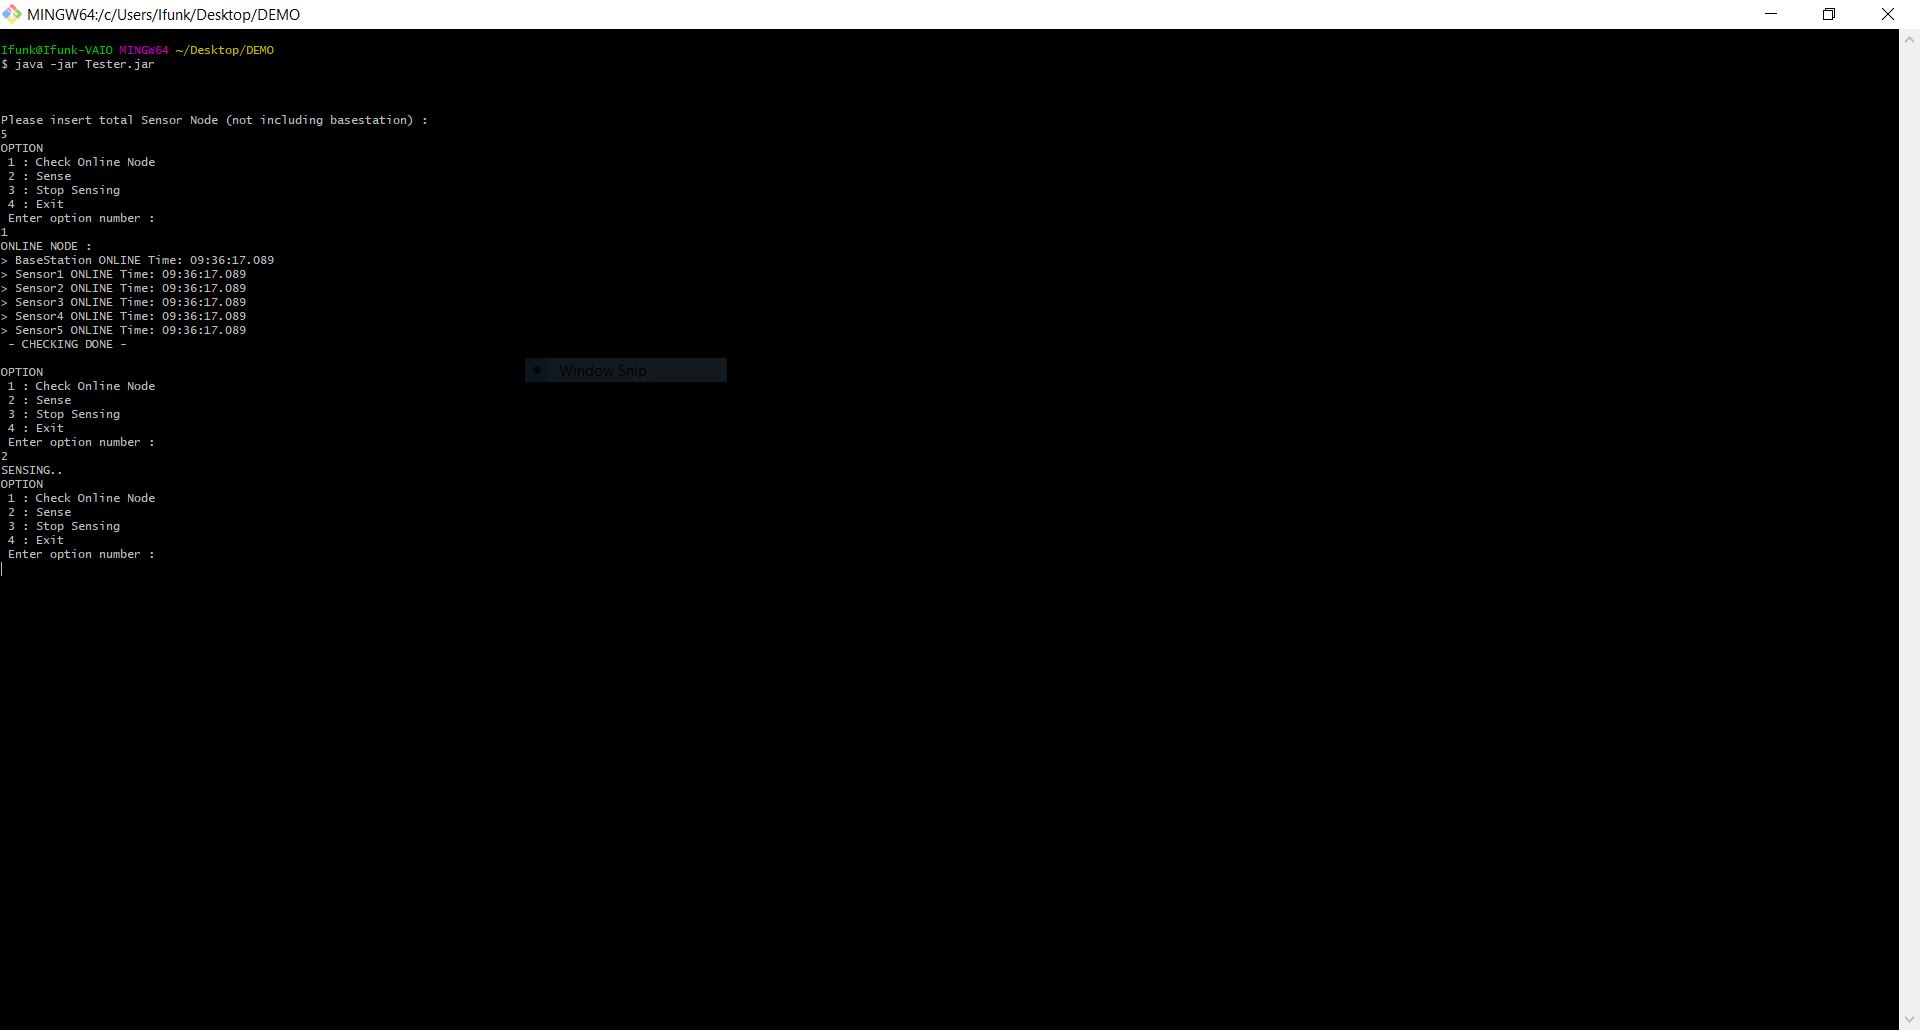 MINGW64:/c/Users/Ifunk/Desktop/DEMO
Ifunk@Ifunk-VAIO MINGW64 ~/Desktop/DEMO
$ java -jar Tester.jar
Please insert total Sensor Node (not including basestation) :
5
OPTION
1 : Check Online Node
2 : Sense
3 : Stop Sensing
4 : Exit
Enter option number :
1
ONLINE NODE :
> BaseStation ONLINE Time: 09:36:17.089
> Sensor1 ONLINE Time: 09:36:17.089
> Sensor2 ONLINE Time: 09:36:17.089
> Sensor3 ONLINE Time: 09:36:17.089
> Sensor4 ONLINE Time: 09:36:17.089
> Sensor5 ONLINE Time: 09:36:17.089
- CHECKING DONE -
Window Snip
OPTION
1 : Check Online Node
2 : Sense
3 : Stop Sensing
4 : Exit
Enter option number :
2
SENSING..
OPTION
1 : Check Online Node
2 : Sense
3 : Stop Sensing
4 : Exit
Enter option number :